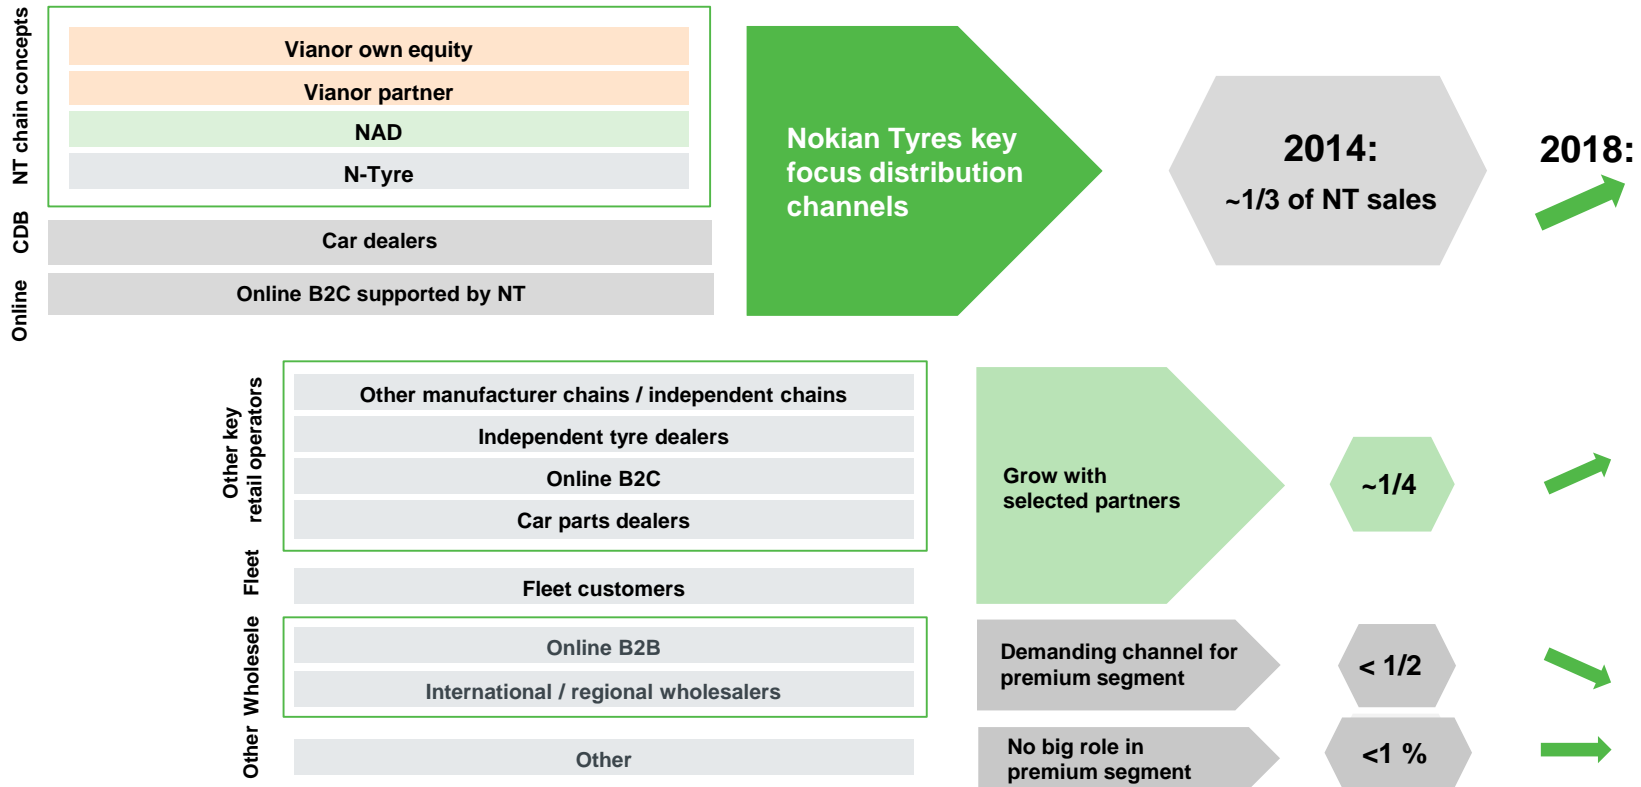 NT chain concepts
Vianor own equity
Vianor partner
NAD
N-Tyre
CDB
Car dealers
Online
Online B2C supported by NT
Nokian Tyres key
focus distribution
channels
2014:
~1/3 of NT sales
2018:
Other key
retail operators
Other manufacturer chains / independent chains
Independent tyre dealers
Online B2C
Car parts dealers
Fleet
Fleet customers
Grow with
selected partners
~1/4
Wholesele
Online B2B
International / regional wholesalers
Demanding channel for
premium segment
< 1/2
Other
Other
No big role in
premium segment
<1 %